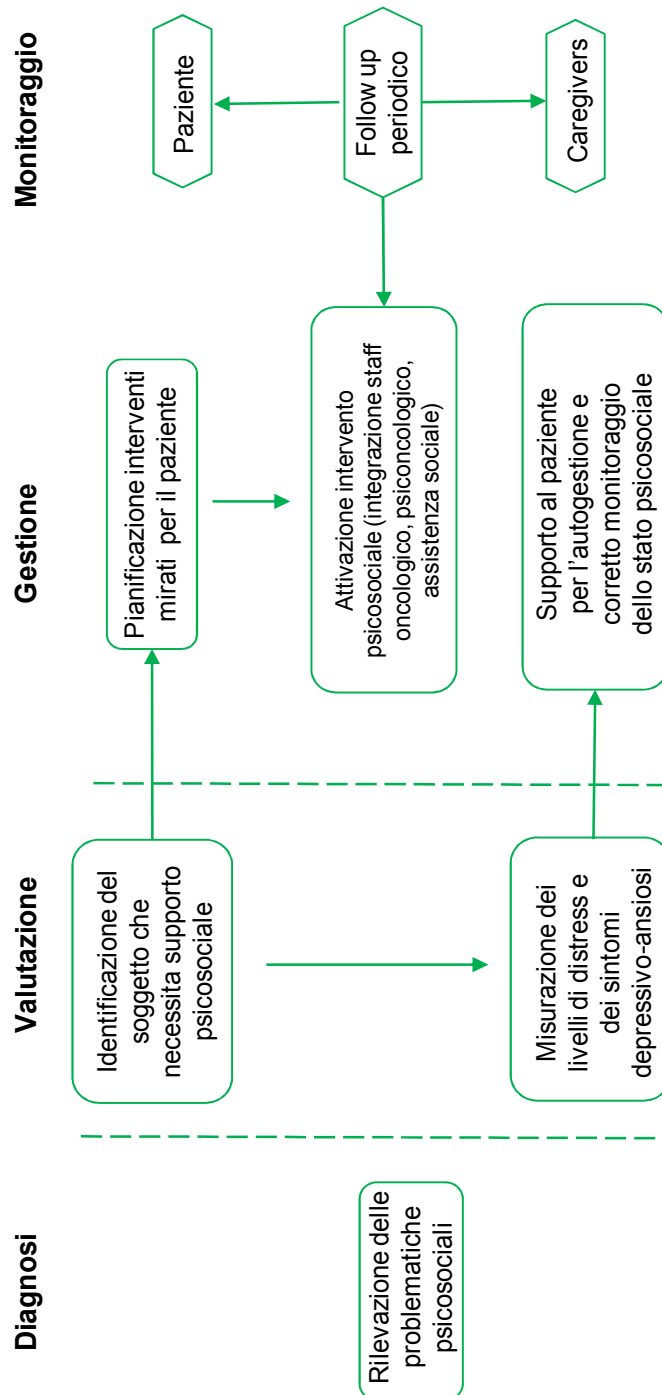 Diagnosi
Valutazione
Gestione
Monitoraggio
Rilevazione delle
problematiche
psicosociali
Identificazione del
soggetto che
necessita supporto
psicosociale
Misurazione dei
livelli di distress e
dei sintomi
depressivo-ansiosi
Pianificazione interventi
mirati per il paziente
Attivazione intervento
psicosociale (integrazione staff
oncologico, psiconcologico,
assistenza sociale)
Supporto al paziente
per l’autogestione e
corretto monitoraggio
dello stato psicosociale
Paziente
Follow up
periodico
Caregivers